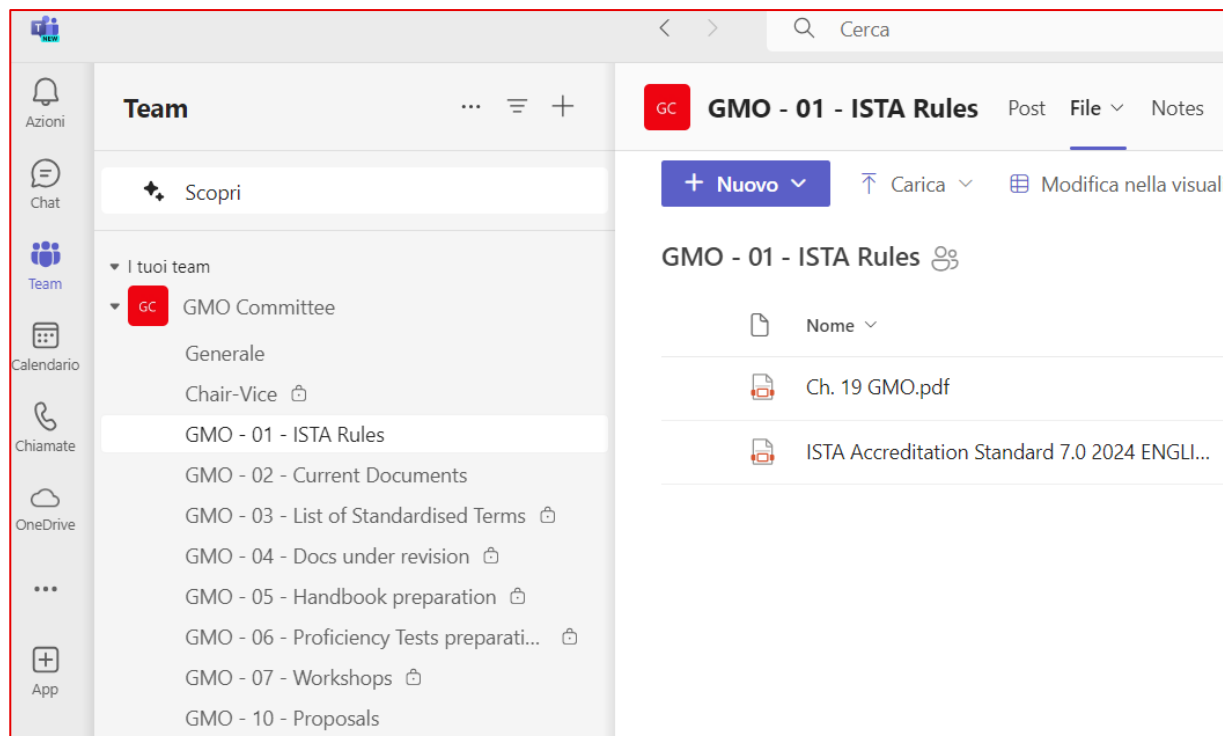 NEW
Cerca
Azioni
Chat
Team
Calendario
Chiamate
OneDrive
App
Team
Scopri
I tuoi team
GC GMO Committee
Generale
Chair-Vice
GMO - 01 - ISTA Rules
GMO - 02 - Current Documents
GMO - 03 - List of Standardised Terms
GMO - 04 - Docs under revision
GMO - 05 - Handbook preparation
GMO - 06 - Proficiency Tests preparati...
GMO - 07 - Workshops
GMO - 10 - Proposals
GC GMO - 01 - ISTA Rules Post File Notes
+ Nuovo Carica Modifica nella visual
GMO - 01 - ISTA Rules
Nome
Ch. 19 GMO.pdf
ISTA Accreditation Standard 7.0 2024 ENGLI...